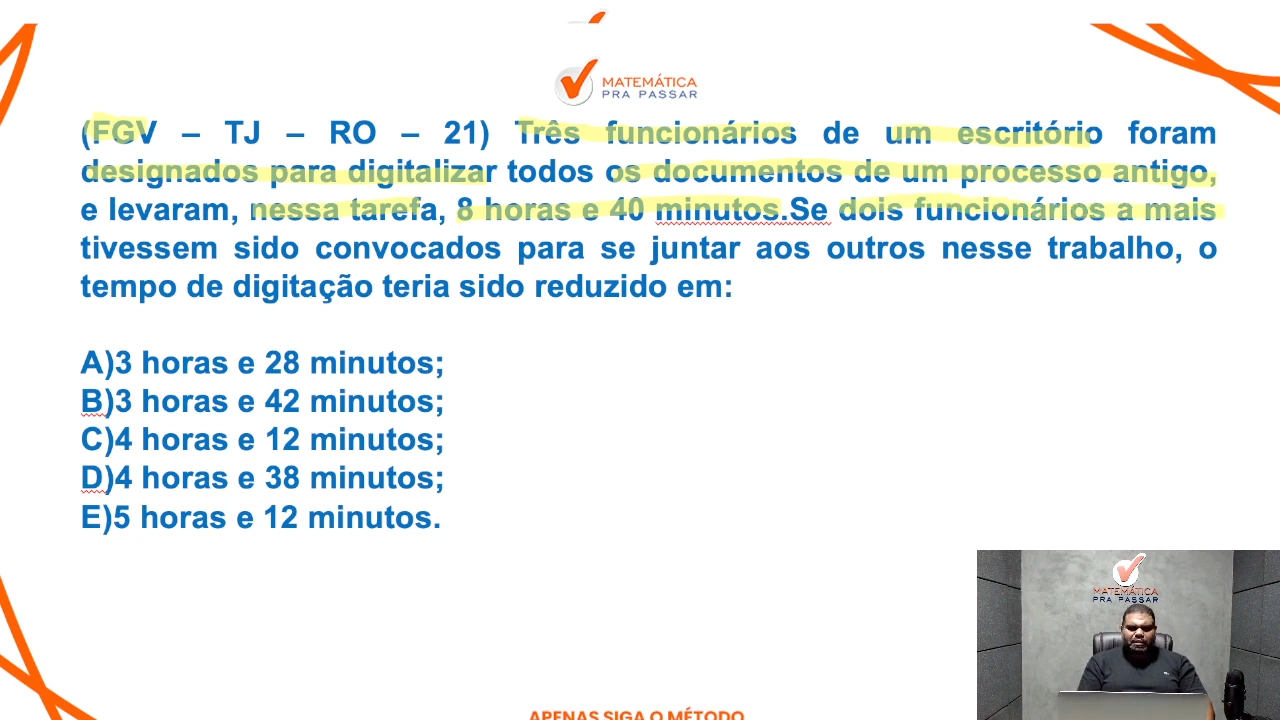 MATEMÁTICA
PRA PASSAR
(FGV – TJ – RO – 21) Três funcionários de um escritório foram
designados para digitalizar todos os documentos de um processo antigo,
e levaram, nessa tarefa, 8 horas e 40 minutos.Se dois funcionários a mais
tivessem sido convocados para se juntar aos outros nesse trabalho, o
tempo de digitação teria sido reduzido em:
A)3 horas e 28 minutos;
B)3 horas e 42 minutos;
C)4 horas e 12 minutos;
D)4 horas e 38 minutos;
E)5 horas e 12 minutos.
MATEMÁTICA
PRA PASSAR
APENAS SIGA O MÉTODO